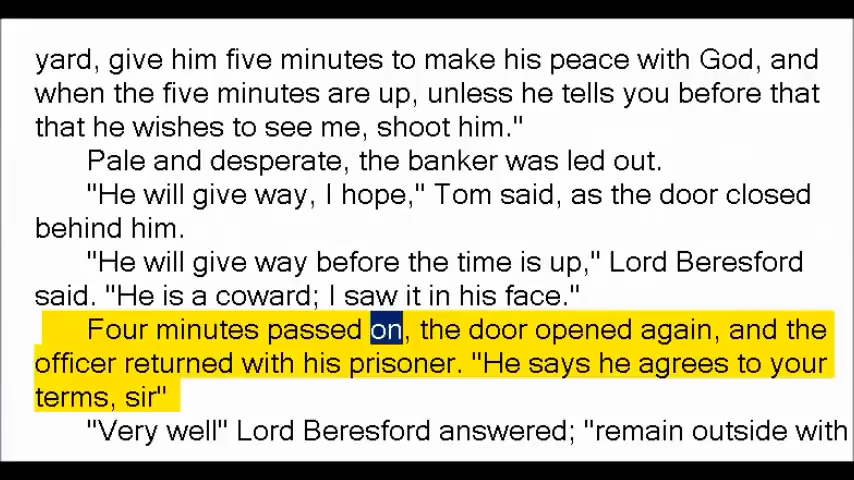 yard, give him five minutes to make his peace with God, and
when the five minutes are up, unless he tells you before that
that he wishes to see me, shoot him."
Pale and desperate, the banker was led out.
"He will give way, I hope," Tom said, as the door closed
behind him.
"He will give way before the time is up," Lord Beresford
said. "He is a coward; I saw it in his face."
Four minutes passed on, the door opened again, and the
officer returned with his prisoner. "He says he agrees to your
terms, sir"
"Very well" Lord Beresford answered; "remain outside with